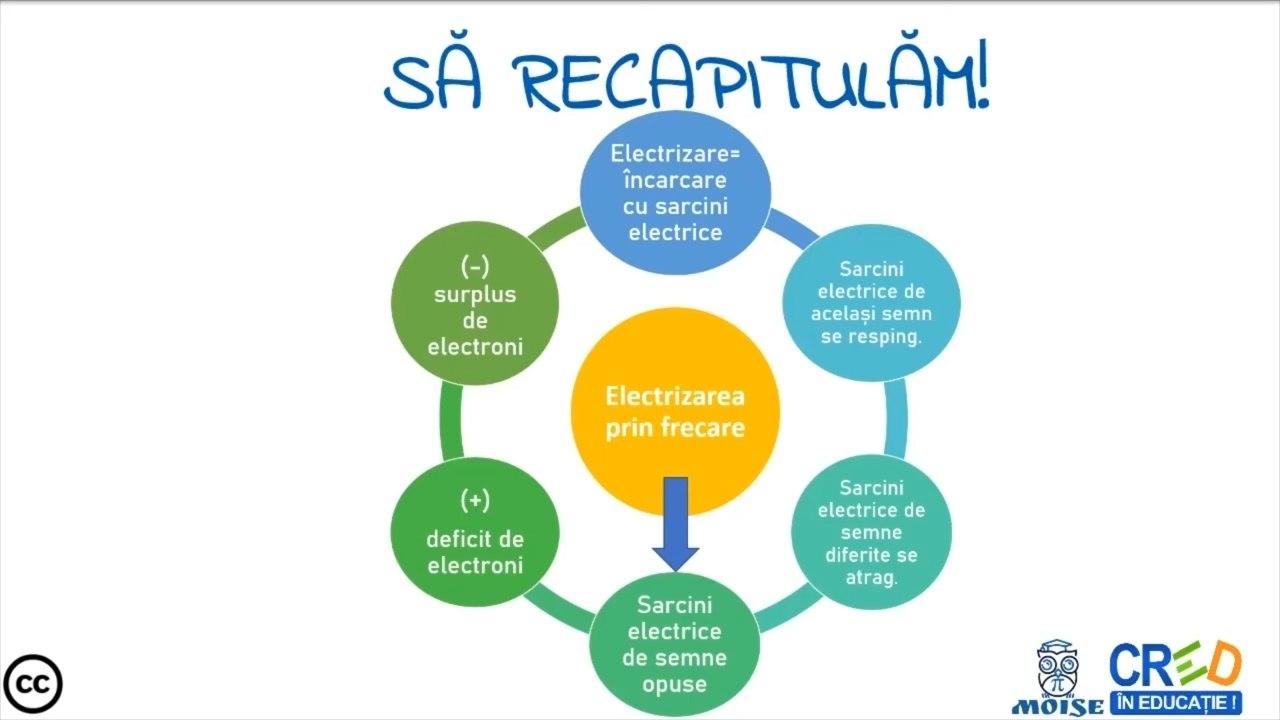 SĂ RECAPITULĂM!
Electrizare=
încarcare
cu sarcini
electrice
Sarcini
electrice de
același semn
se resping.
Sarcini
electrice de
semne
diferite se
atrag.
Sarcini
electrice
de semne
opuse
(+)
deficit de
electroni
(-)
surplus
de
electroni
Electrizarea
prin frecare
cc
π
MOISE
CRED
ÎN EDUCAȚIE !